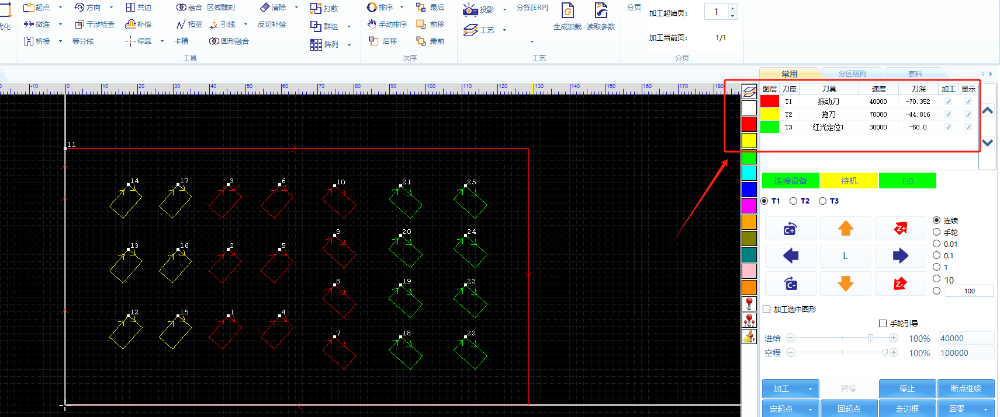 起点 方向 共边 融合 区域雕刻 清除 打散 排序 最后 投影 分拣[ERP] 分页 加工起始页: 1
优化 微连 干涉检查 补偿 拓宽 引线 反切补偿 群组 手动排序 前移 工艺 生成加载 读取参数
桥接 等分线 停靠 卡槽 圆形融合 阵列 后移 最前 加工当前页: 1/1
工具 次序 工艺 分页
常用 分区吸附 套料
0 -10 0 10 20 30 40 50 60 70 80 90 100 110 120 130 140 150 160 170 180
图层 刀座 刀具 速度 刀深 加工 显示
T1 振动刀 40000 -70.352
T2 拖刀 70000 -44.816
T3 红光定位1 30000 -50.0
11
14 17 3 6 10 21 25
13 16 2 5 9 20 24
8 19 23
12 15 1 4 7 18 22
连接设备 待机 F:0
T1 T2 T3
C+ Z+ 连续
手轮
0.01
L 0.1
1
C- Z- 10
100
加工选中图形
手轮引导
进给 100% 40000
空程 100% 100000
加工 暂停 停止 断点继续
定起点 回起点 走边框 回零